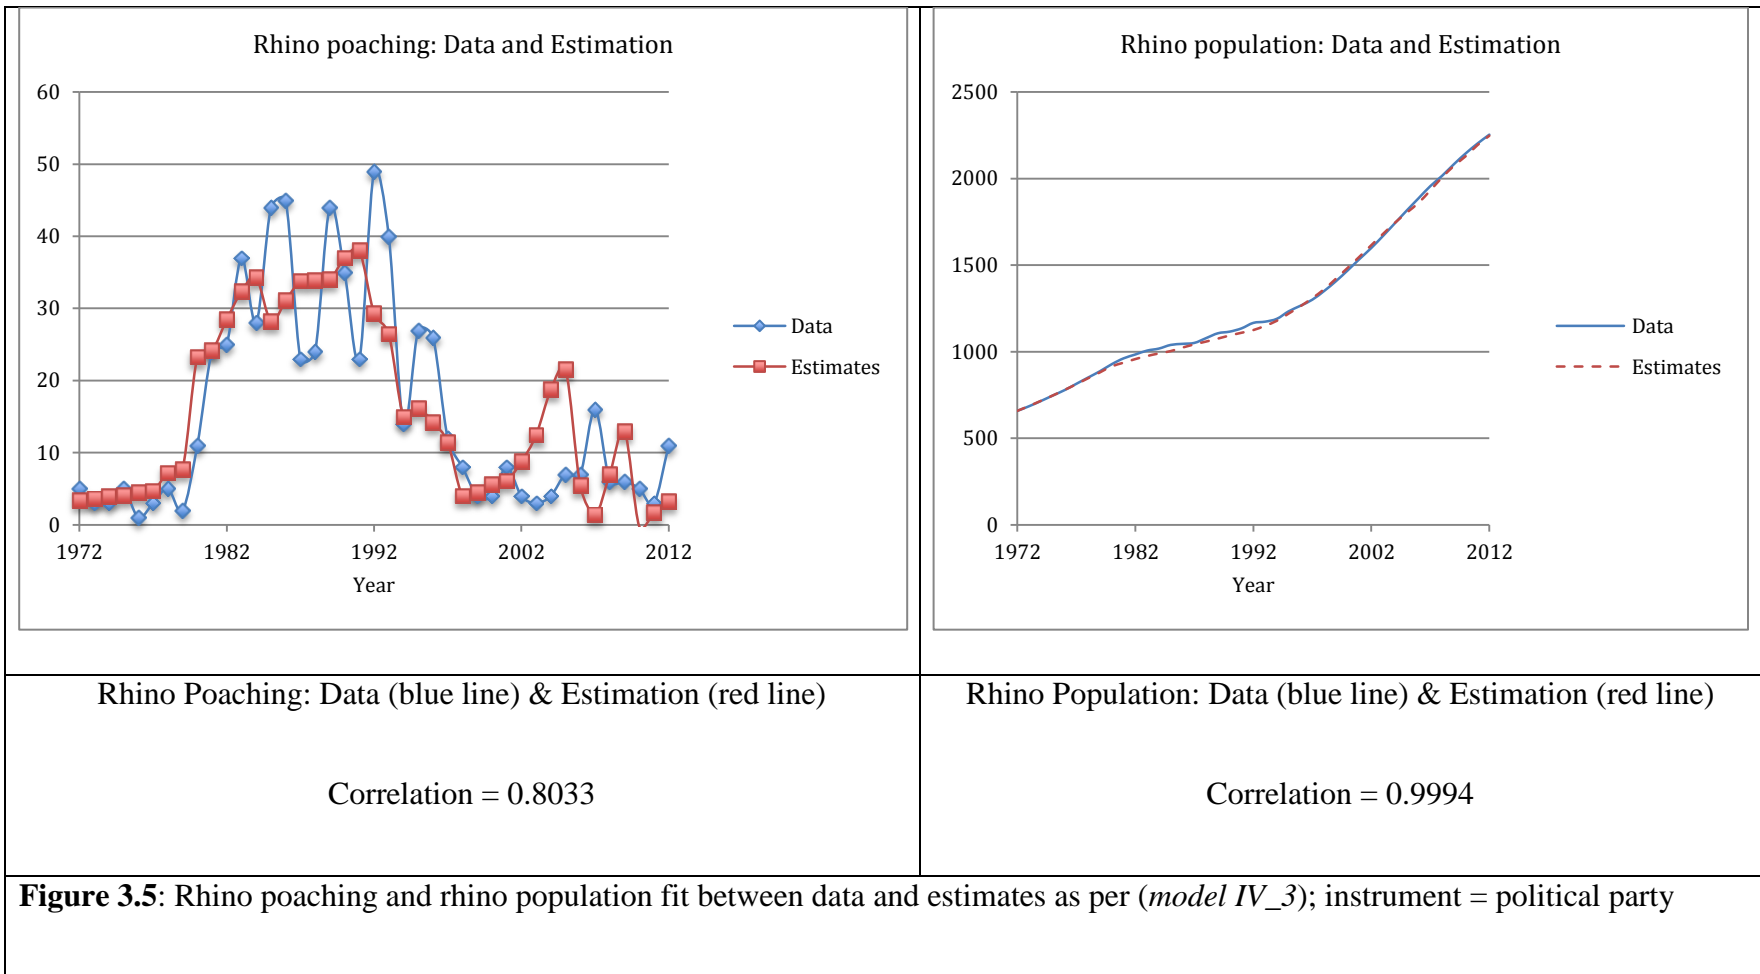 Rhino poaching: Data and Estimation
60
50
40
30
20
10
0
1972 1982 1992 2002 2012
Year
Data
Estimates
Rhino population: Data and Estimation
2500
2000
1500
1000
500
0
1972 1982 1992 2002 2012
Year
Data
Estimates
Rhino Poaching: Data (blue line) & Estimation (red line)
Correlation = 0.8033
Rhino Population: Data (blue line) & Estimation (red line)
Correlation = 0.9994
Figure 3.5: Rhino poaching and rhino population fit between data and estimates as per (model IV_3); instrument = political party